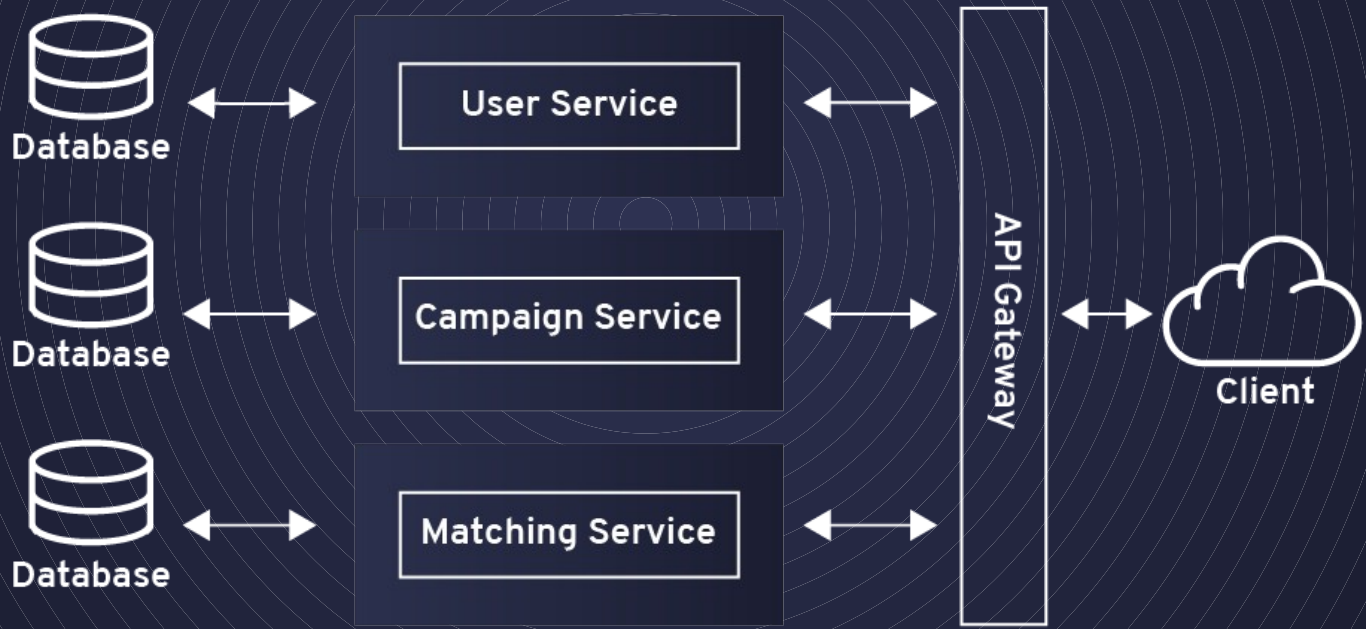 Database
User Service
Database
Campaign Service
API Gateway
Client
Database
Matching Service